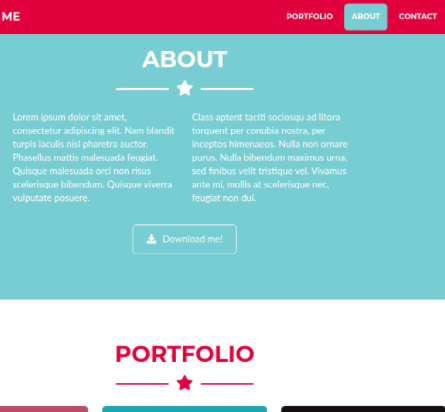 ME
PORTFOLIO ABOUT CONTACT
ABOUT
Lorem ipsum dolor sit amet,
consectetur adipiscing elit. Nam blandit
turpis iaculis nisl pharetra auctor.
Phasellus mattis malesuada feugiat.
Quisque malesuada orci non risus
scelerisque bibendum. Quisque viverra
vulputate posuere.
Class aptent taciti sociosqu ad litora
torquent per conubia nostra, per
inceptos himenaeos. Nulla non ornare
purus. Nulla bibendum maximus urna,
sed finibus velit tristique vel. Vivamus
ante mi, mollis at scelerisque nec,
feugiat non dui.
Download me!
PORTFOLIO